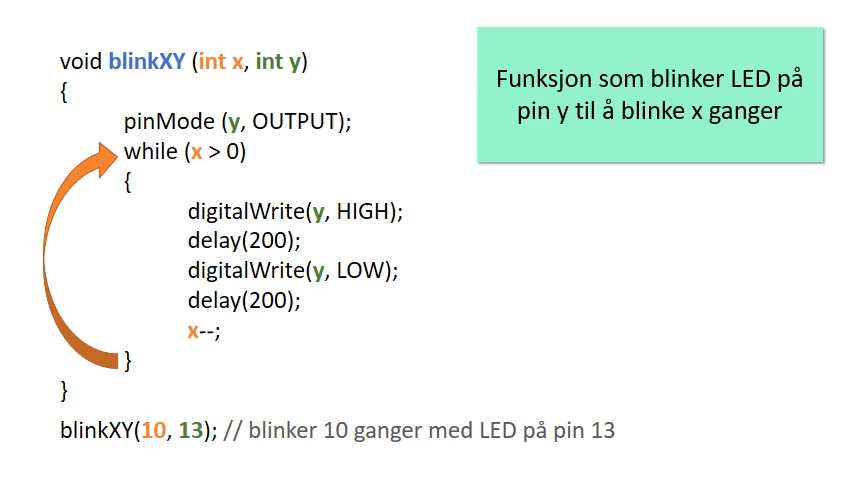 void blinkXY (int x, int y)
{
pinMode (y, OUTPUT);
while (x > 0)
{
digitalWrite(y, HIGH);
delay(200);
digitalWrite(y, LOW);
delay(200);
x--;
}
}
blinkXY(10, 13); // blinker 10 ganger med LED på pin 13
Funksjon som blinker LED på
pin y til å blinke x ganger